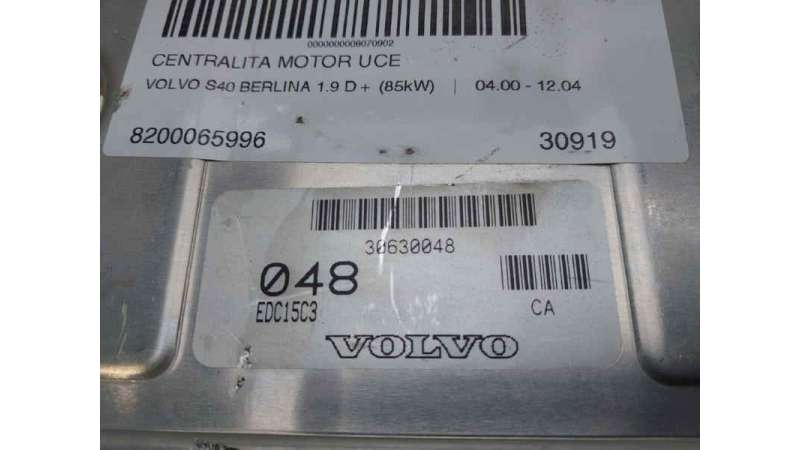 0000000009070902
CENTRALITA MOTOR UCE
VOLVO S40 BERLINA 1.9 D + (85kW) | 04.00 - 12.04
8200065996 30919
30630048
048
EDC15C3
CA
VOLVO